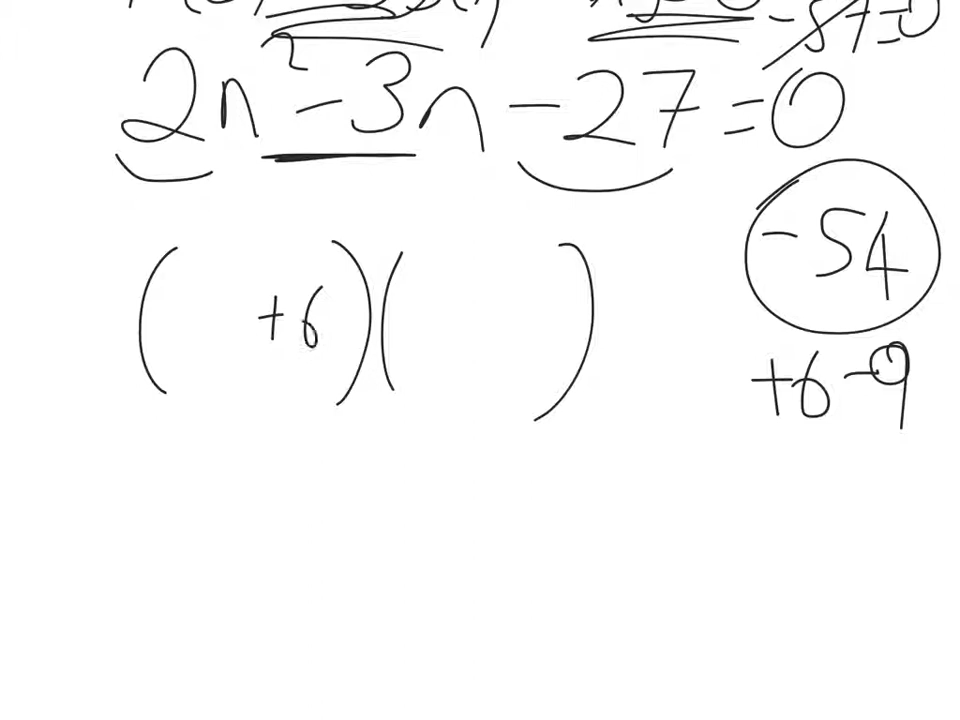 2n² - 3n - 27 = 0
-54
( +6 ) (   )
+6 -9